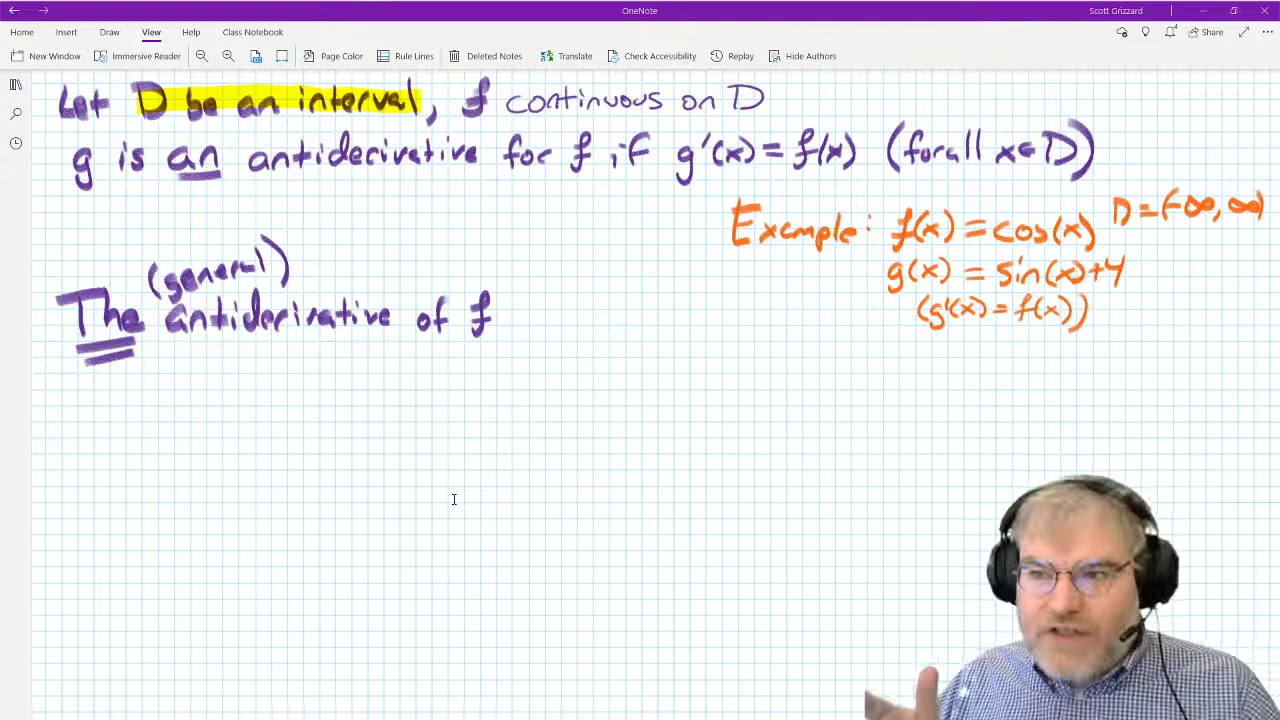 OneNote
Scott Grizzard
Home Insert Draw View Help Class Notebook
Share
New Window Immersive Reader Page Color Rule Lines Deleted Notes Translate Check Accessibility Replay Hide Authors
Let D be an interval, f continuous on D
g is an antiderivative for f if g'(x) = f(x) (for all x ∈ D)
Example: f(x) = cos(x) D = (-∞, ∞)
g(x) = sin(x)+4
(g'(x) = f(x))
(general)
The antiderivative of f